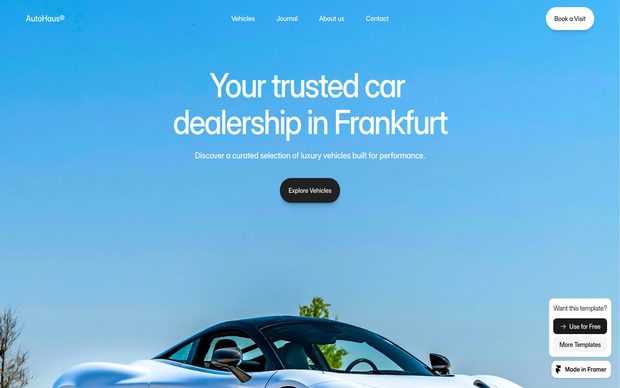 AutoHaus®
Vehicles
Journal
About us
Contact
Book a Visit
Your trusted car
dealership in Frankfurt
Discover a curated selection of luxury vehicles built for performance.
Explore Vehicles
Want this template?
→ Use for Free
More Templates
Made in Framer